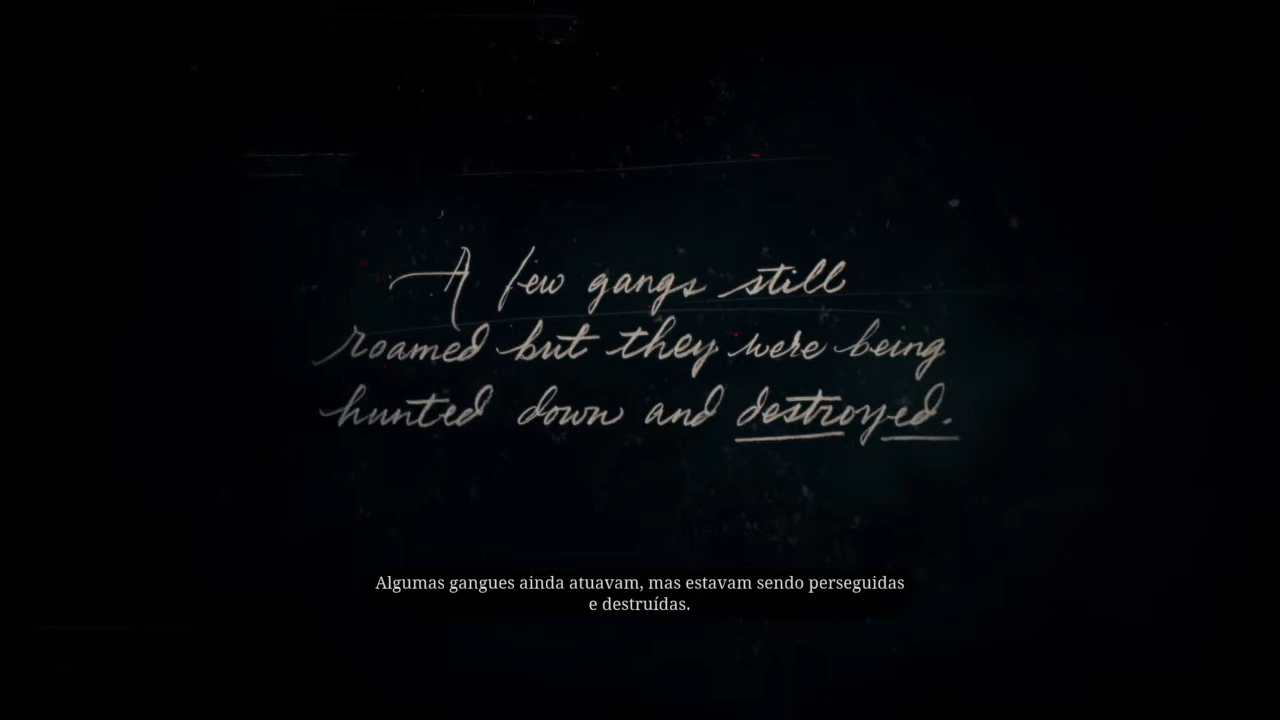 A few gangs still
roamed but they were being
hunted down and destroyed.
Algumas gangues ainda atuavam, mas estavam sendo perseguidas
e destruídas.